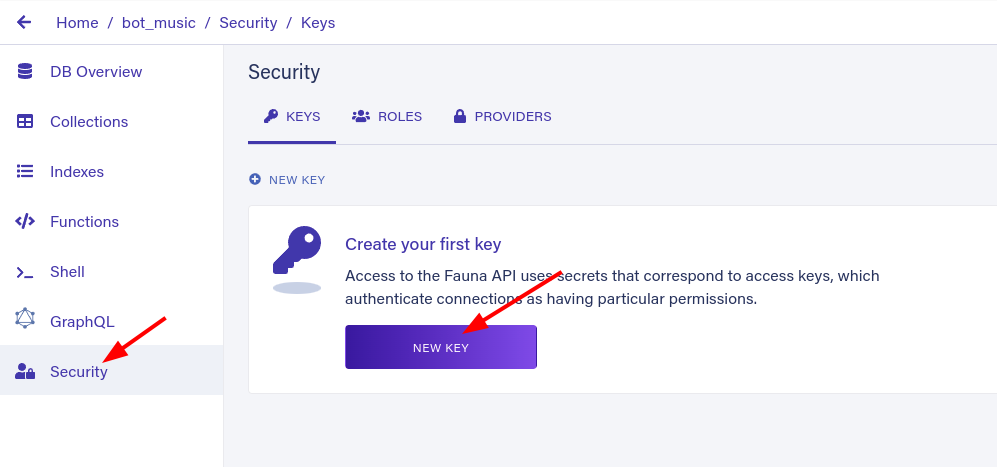 Home / bot_music / Security / Keys
DB Overview
Collections
Indexes
Functions
Shell
GraphQL
Security
Security
KEYS ROLES PROVIDERS
NEW KEY
Create your first key
Access to the Fauna API uses secrets that correspond to access keys, which
authenticate connections as having particular permissions.
NEW KEY